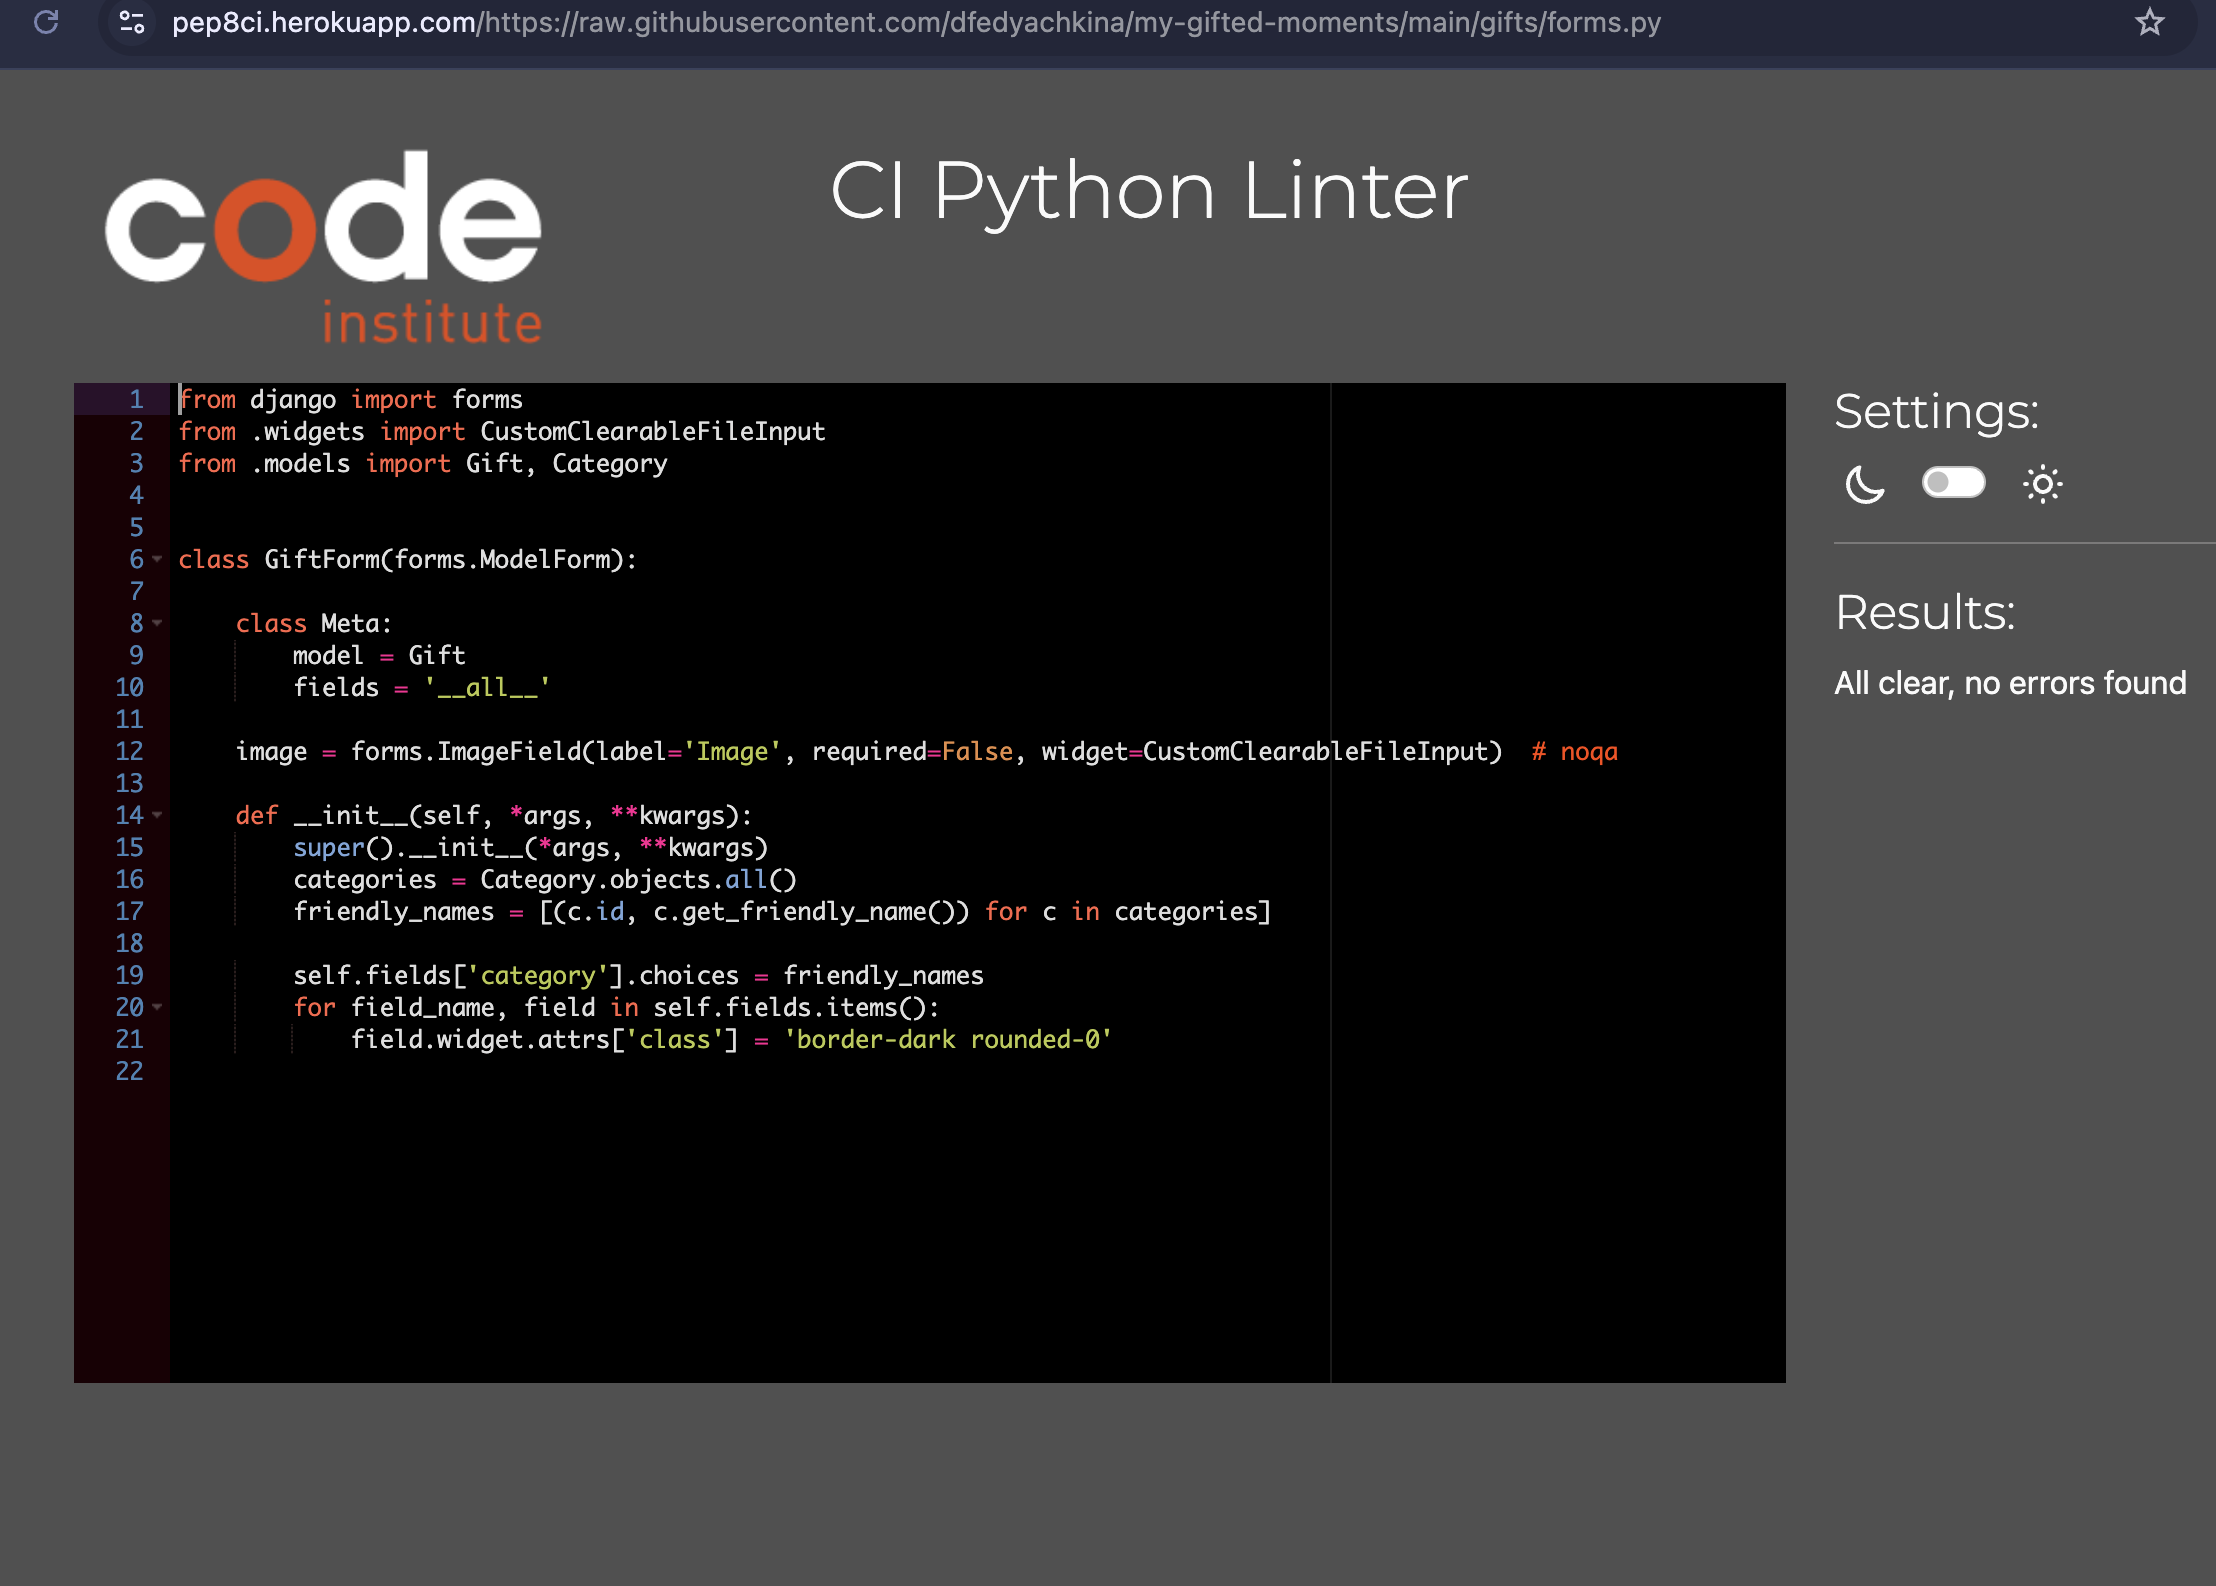 pep8ci.herokuapp.com/https://raw.githubusercontent.com/dfedyachkina/my-gifted-moments/main/gifts/forms.py
code
institute
CI Python Linter
1 from django import forms
2 from .widgets import CustomClearableFileInput
3 from .models import Gift, Category
4
5
6 class GiftForm(forms.ModelForm):
7
8     class Meta:
9         model = Gift
10         fields = '__all__'
11
12     image = forms.ImageField(label='Image', required=False, widget=CustomClearableFileInput)  # noqa
13
14     def __init__(self, *args, **kwargs):
15         super().__init__(*args, **kwargs)
16         categories = Category.objects.all()
17         friendly_names = [(c.id, c.get_friendly_name()) for c in categories]
18
19         self.fields['category'].choices = friendly_names
20         for field_name, field in self.fields.items():
21             field.widget.attrs['class'] = 'border-dark rounded-0'
22
Settings:
Results:
All clear, no errors found